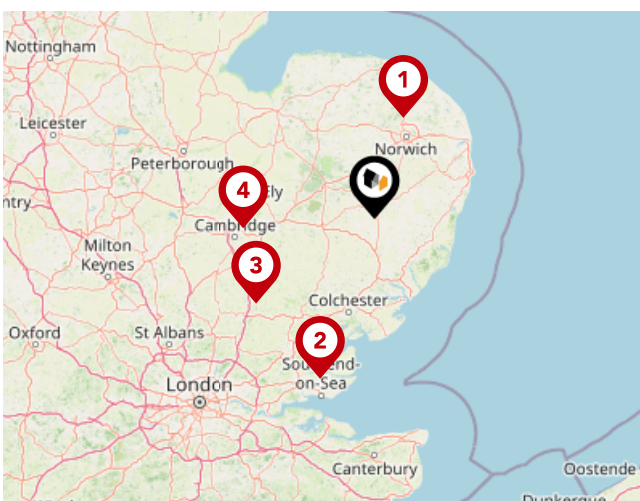 Nottingham
1
Leicester
Norwich
Peterborough
4
Ely
ntry
Cambridge
Milton
Keynes
3
Colchester
Oxford
St Albans
2
Southend-
on-Sea
London
Canterbury
Oostende
Dunkerque